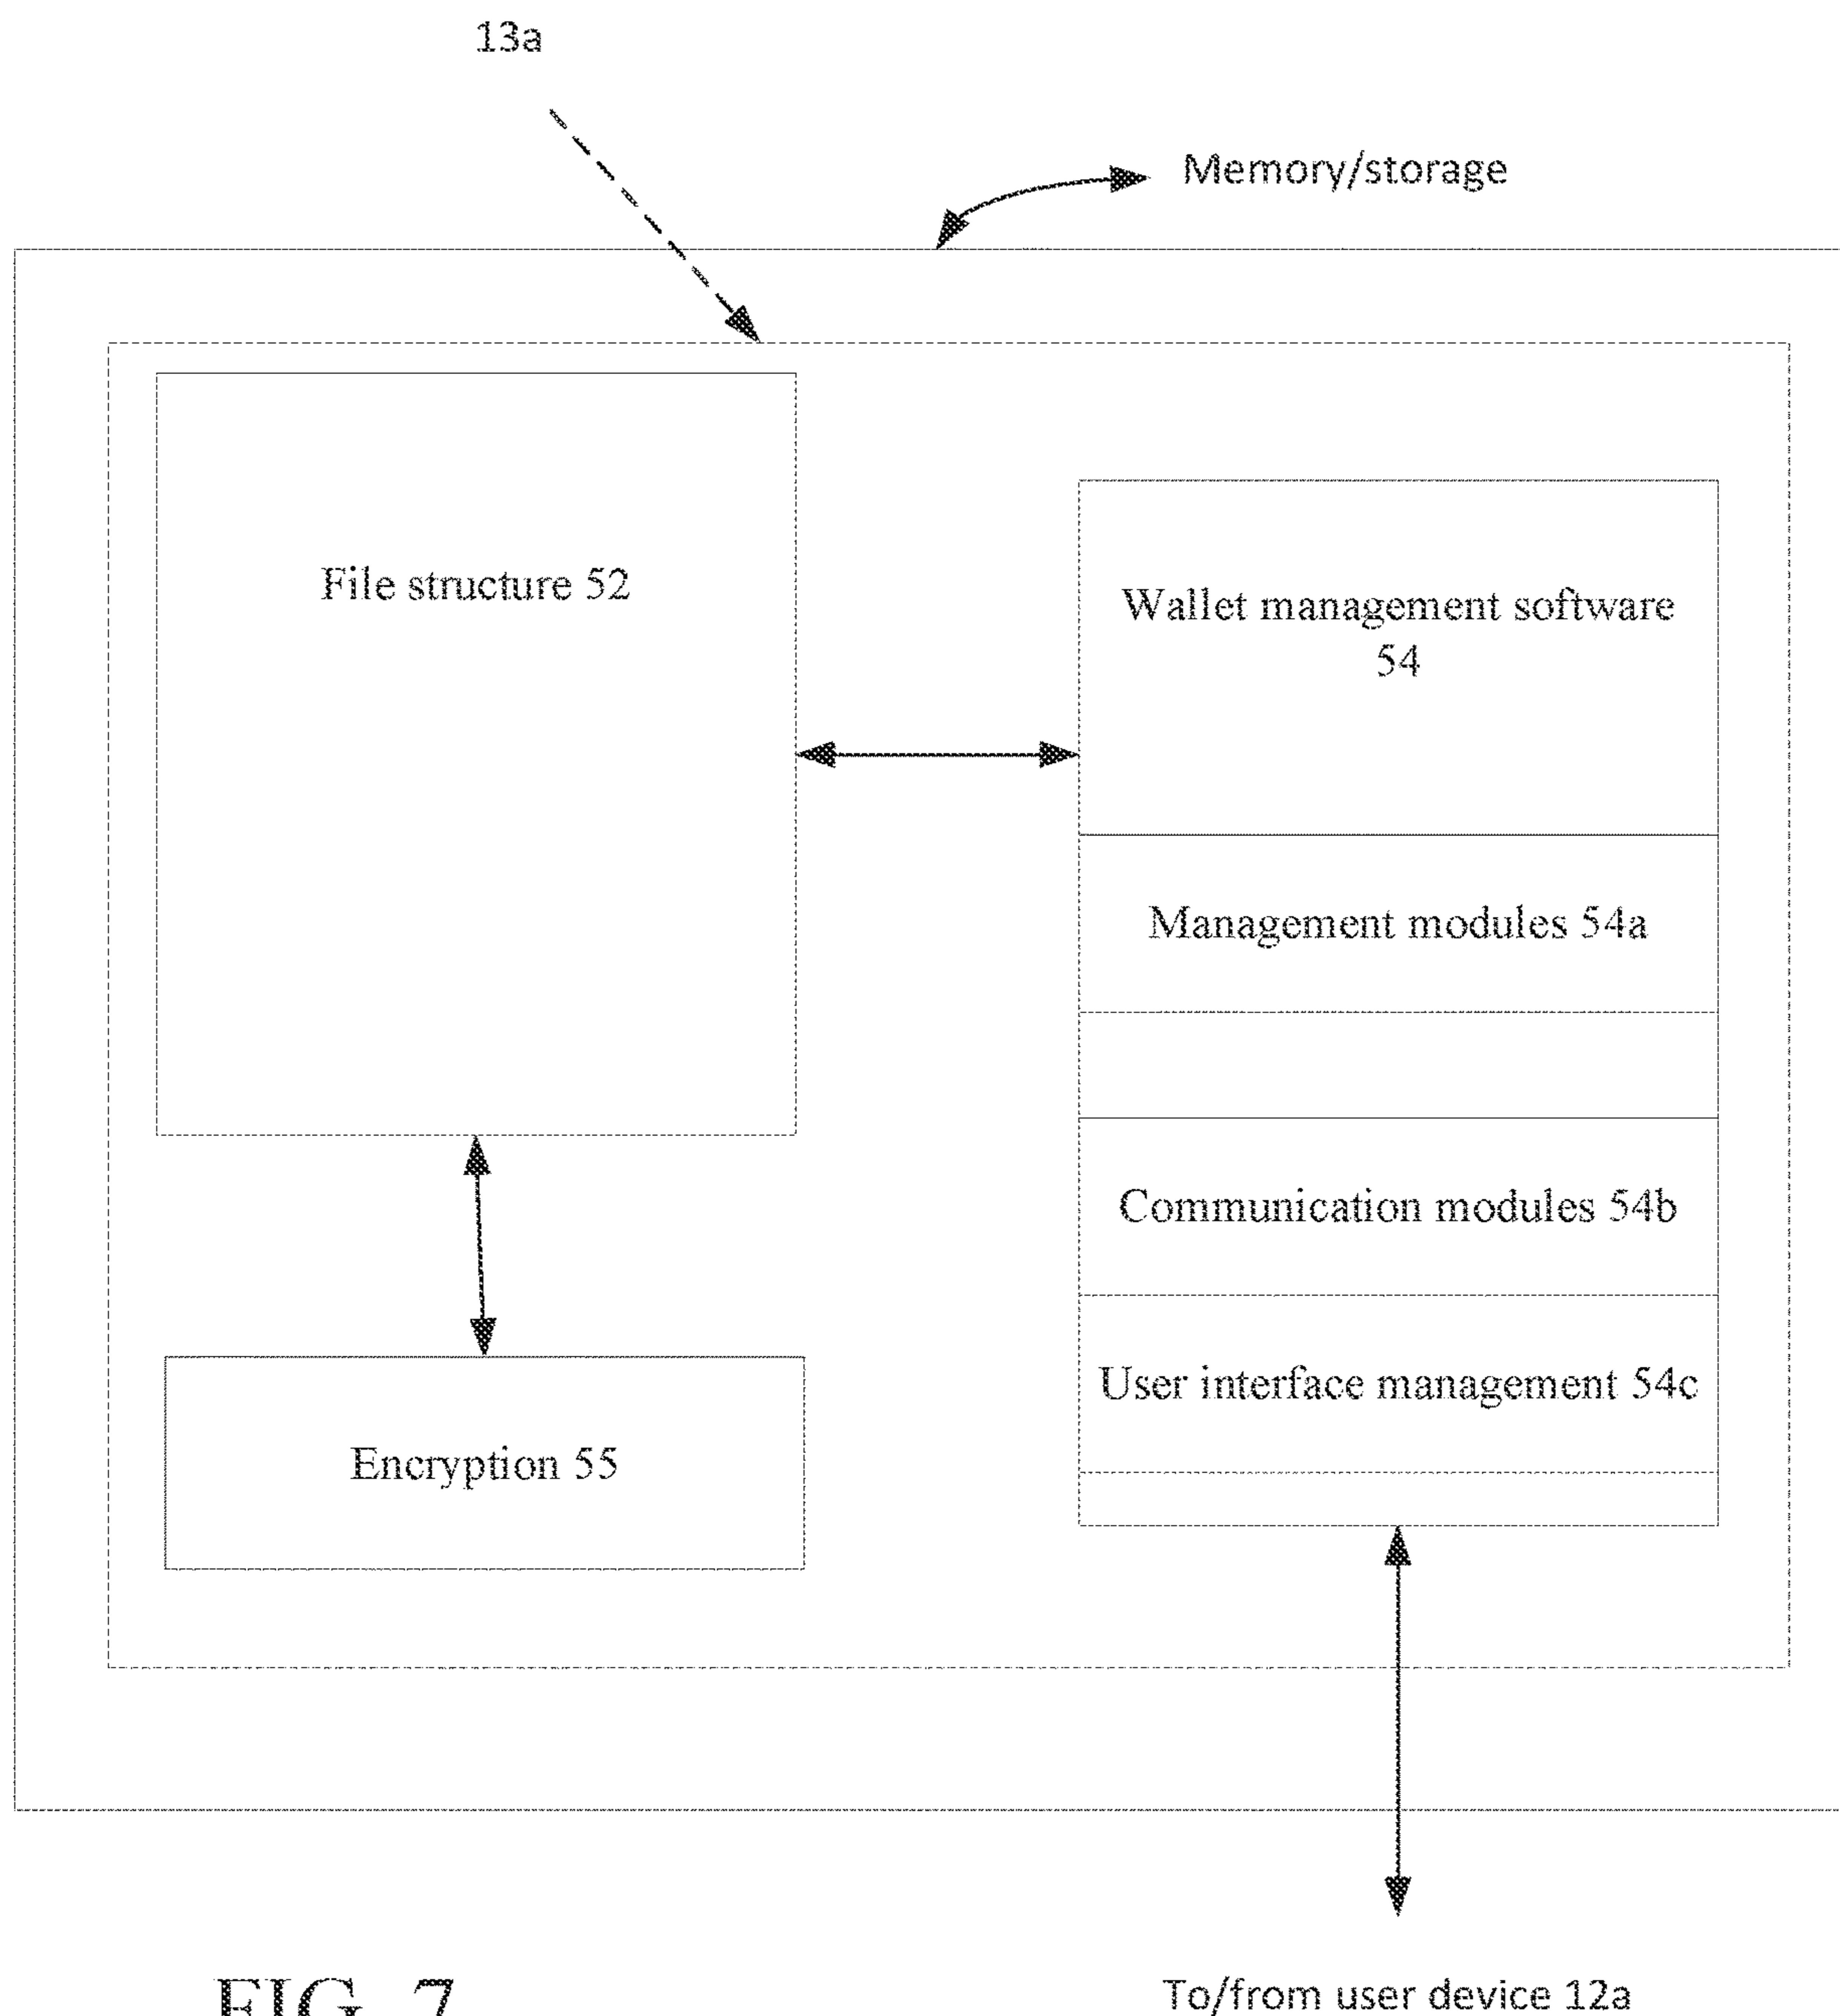 13a
Memory/storage
File structure 52
Wallet management software
54
Management modules 54a
Communication modules 54b
User interface management 54c
Encryption 55
To/from user device 12a
FIG. 7